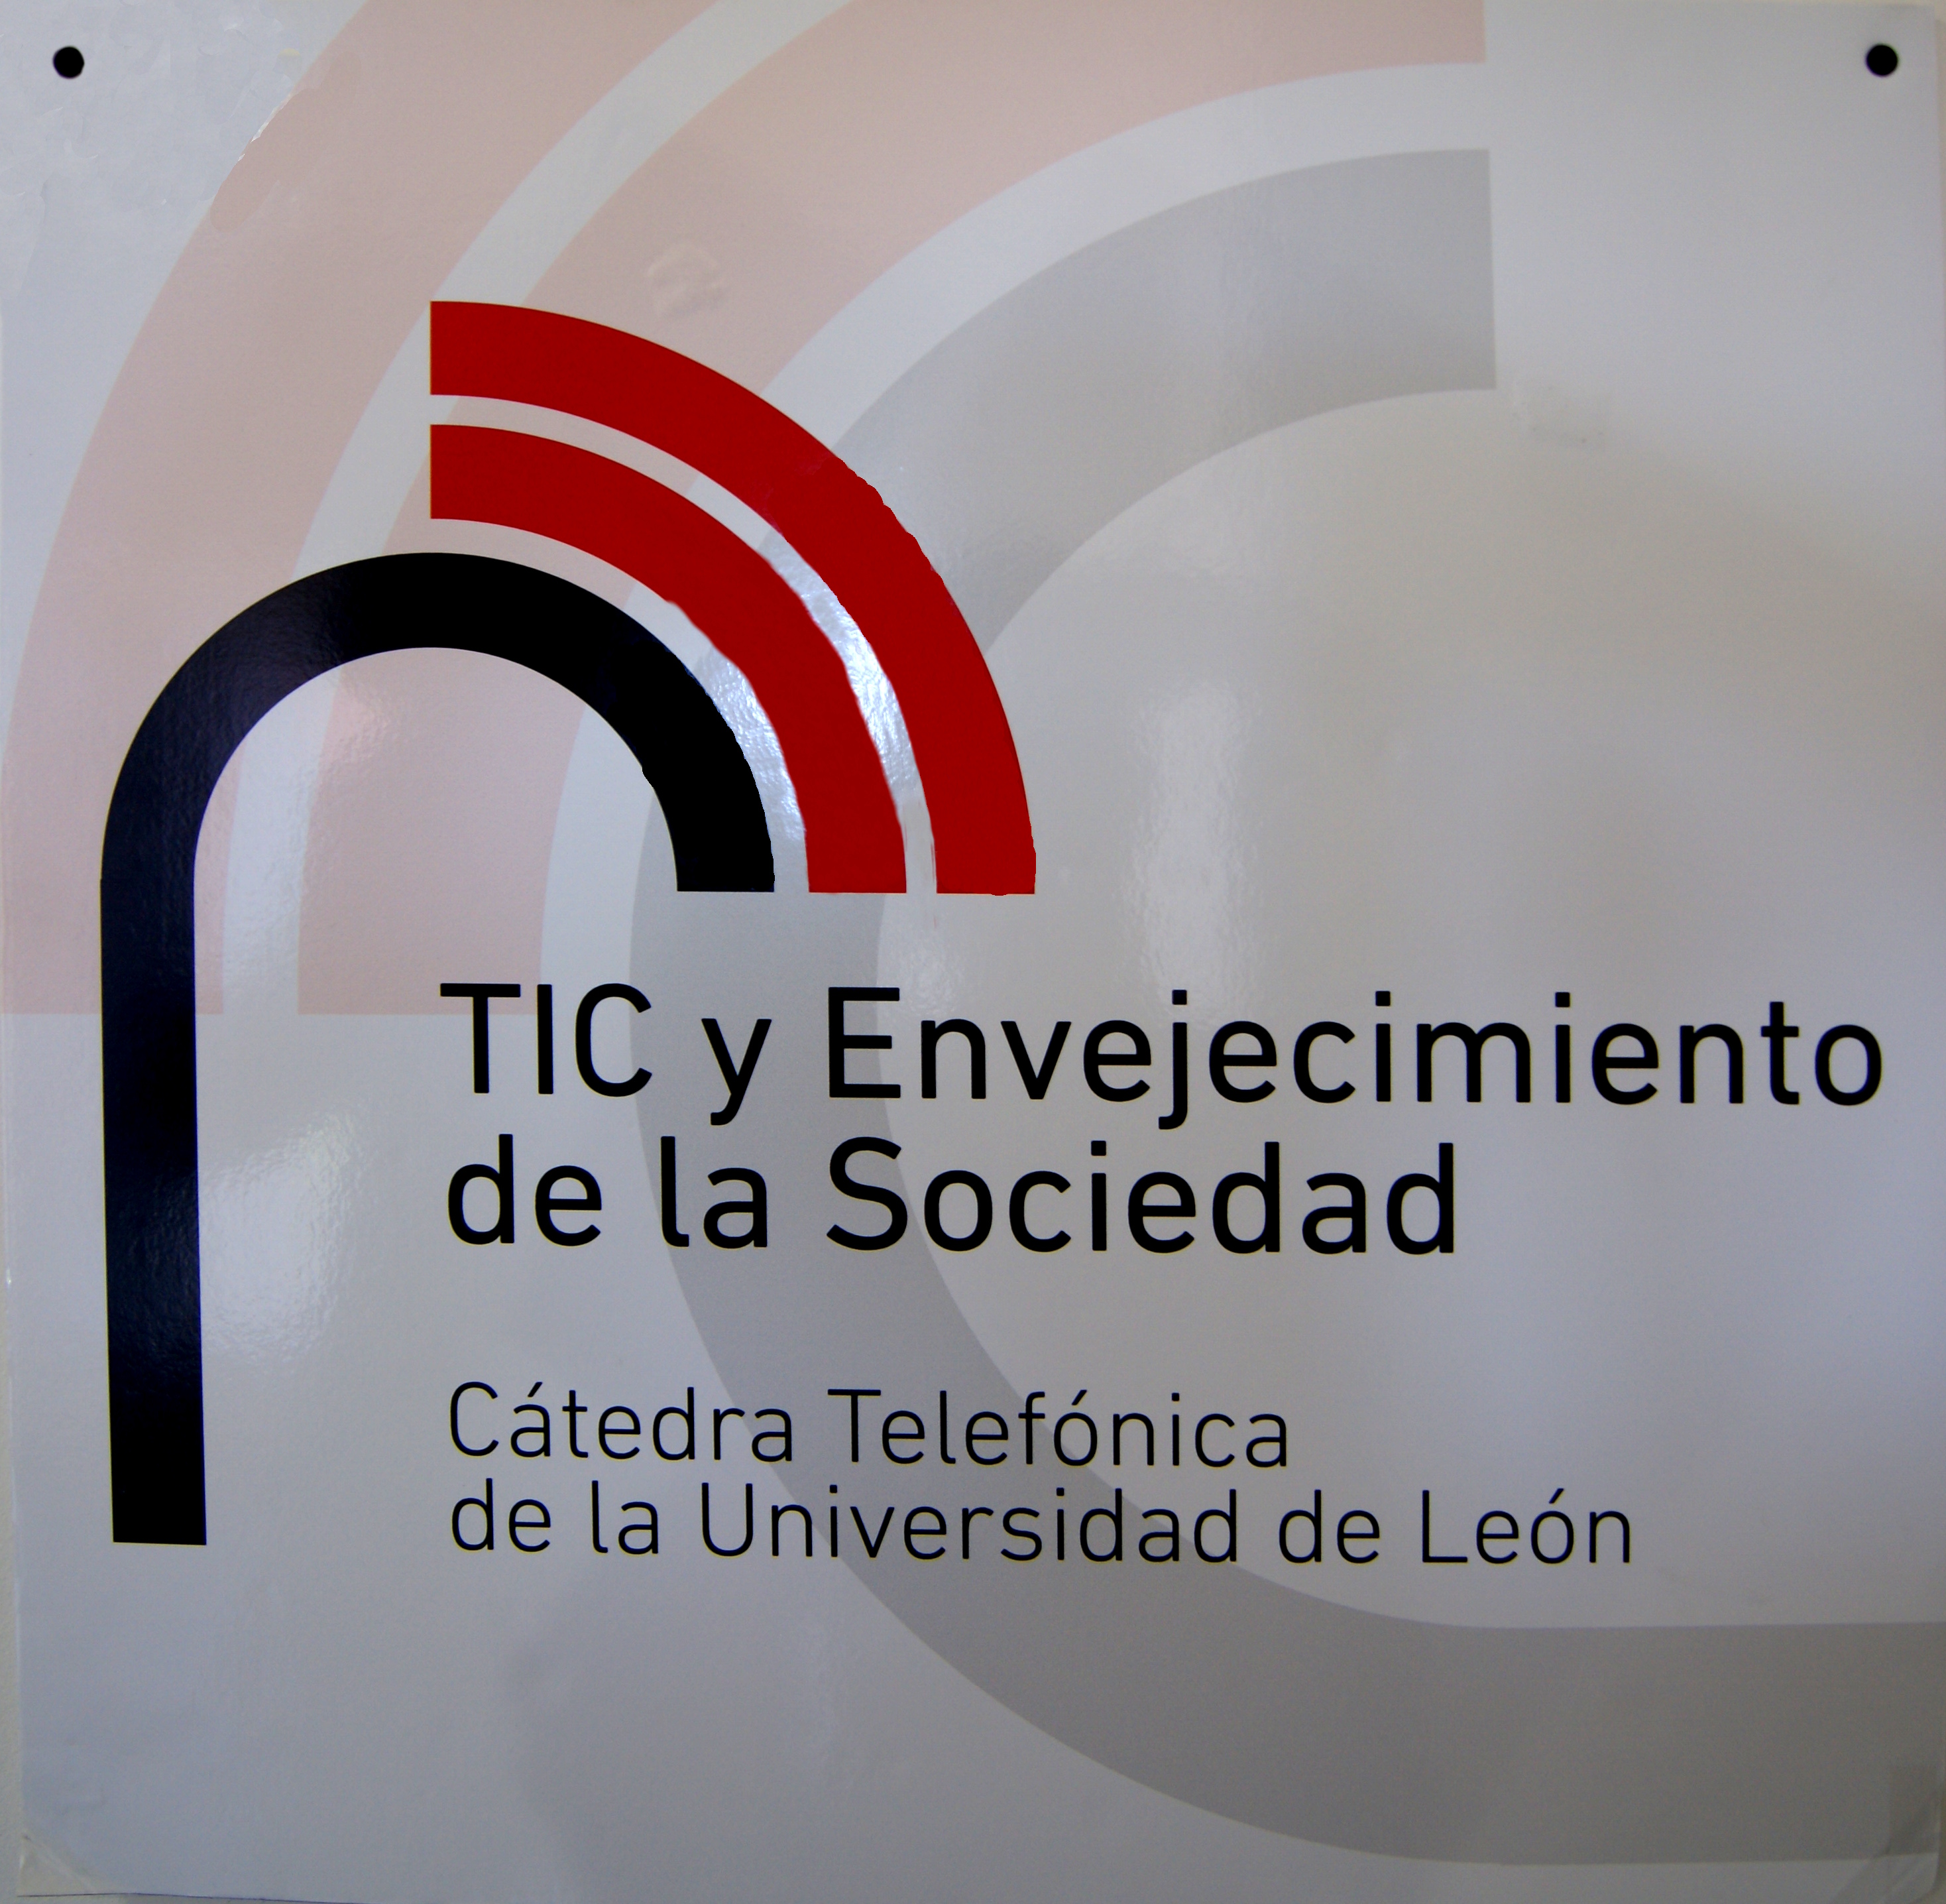 TIC y Envejecimiento
de la Sociedad
Cátedra Telefónica
de la Universidad de León